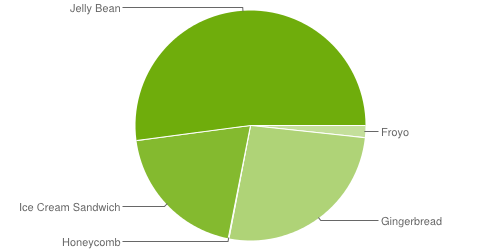 Jelly Bean
Froyo
Ice Cream Sandwich
Gingerbread
Honeycomb